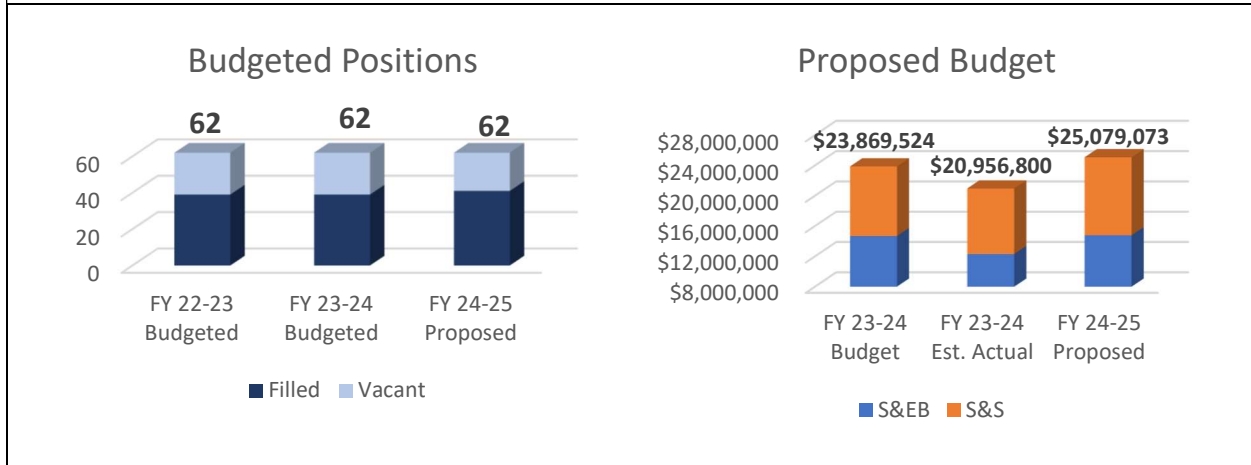 Budgeted Positions
62
62
62
60
40
20
0
FY 22-23
Budgeted
FY 23-24
Budgeted
FY 24-25
Proposed
Filled
Vacant
Proposed Budget
$28,000,000
$24,000,000
$20,000,000
$16,000,000
$12,000,000
$8,000,000
$23,869,524
$20,956,800
$25,079,073
FY 23-24
Budget
FY 23-24
Est. Actual
FY 24-25
Proposed
S&EB
S&S